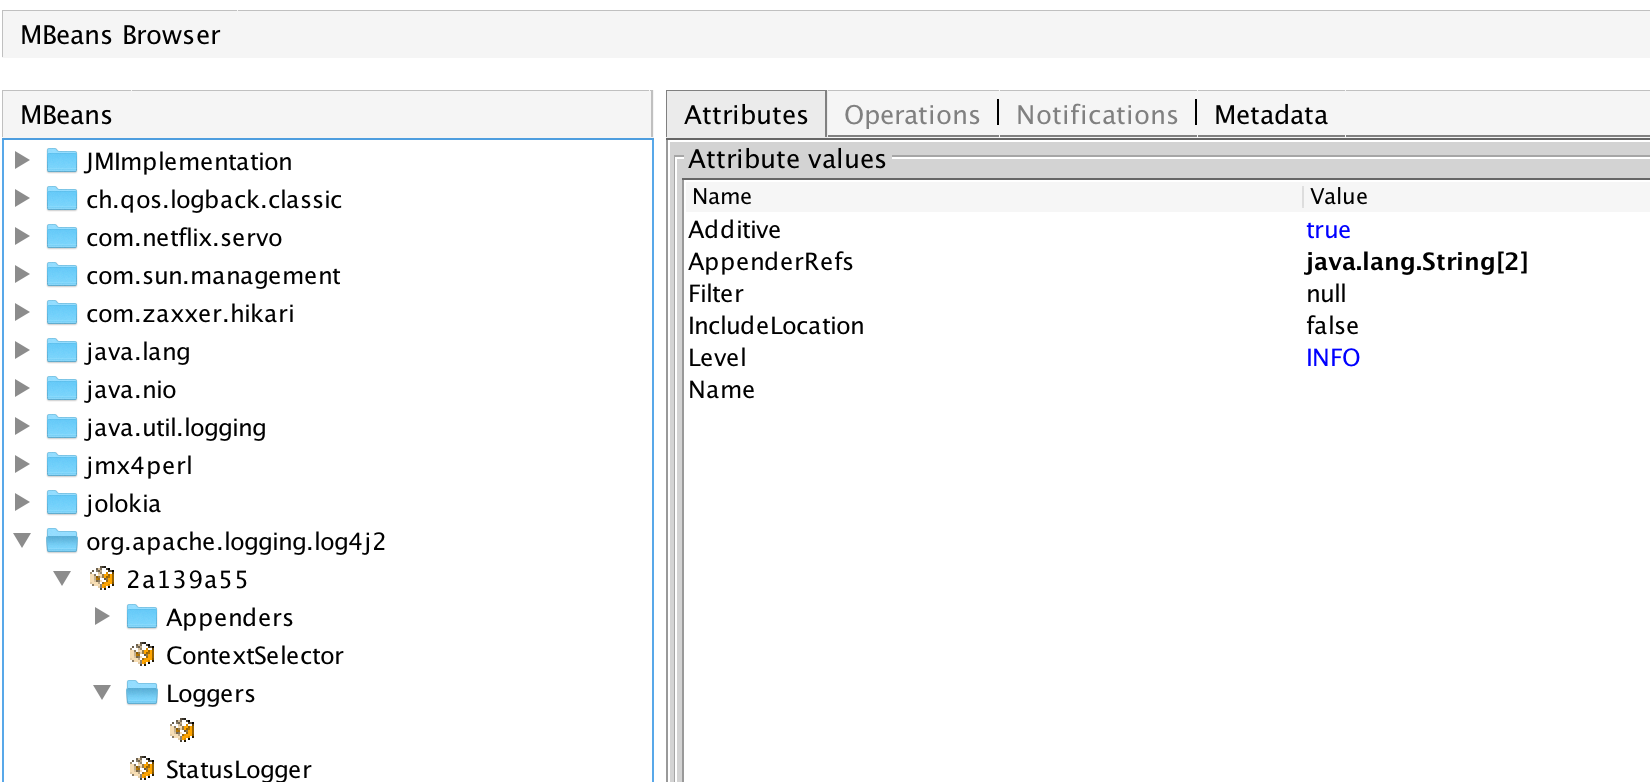 MBeans Browser
MBeans
JMImplementation
ch.qos.logback.classic
com.netflix.servo
com.sun.management
com.zaxxer.hikari
java.lang
java.nio
java.util.logging
jmx4perl
jolokia
org.apache.logging.log4j2
2a139a55
Appenders
ContextSelector
Loggers
StatusLogger
Attributes Operations Notifications Metadata
Attribute values
Name Value
Additive true
AppenderRefs java.lang.String[2]
Filter null
IncludeLocation false
Level INFO
Name